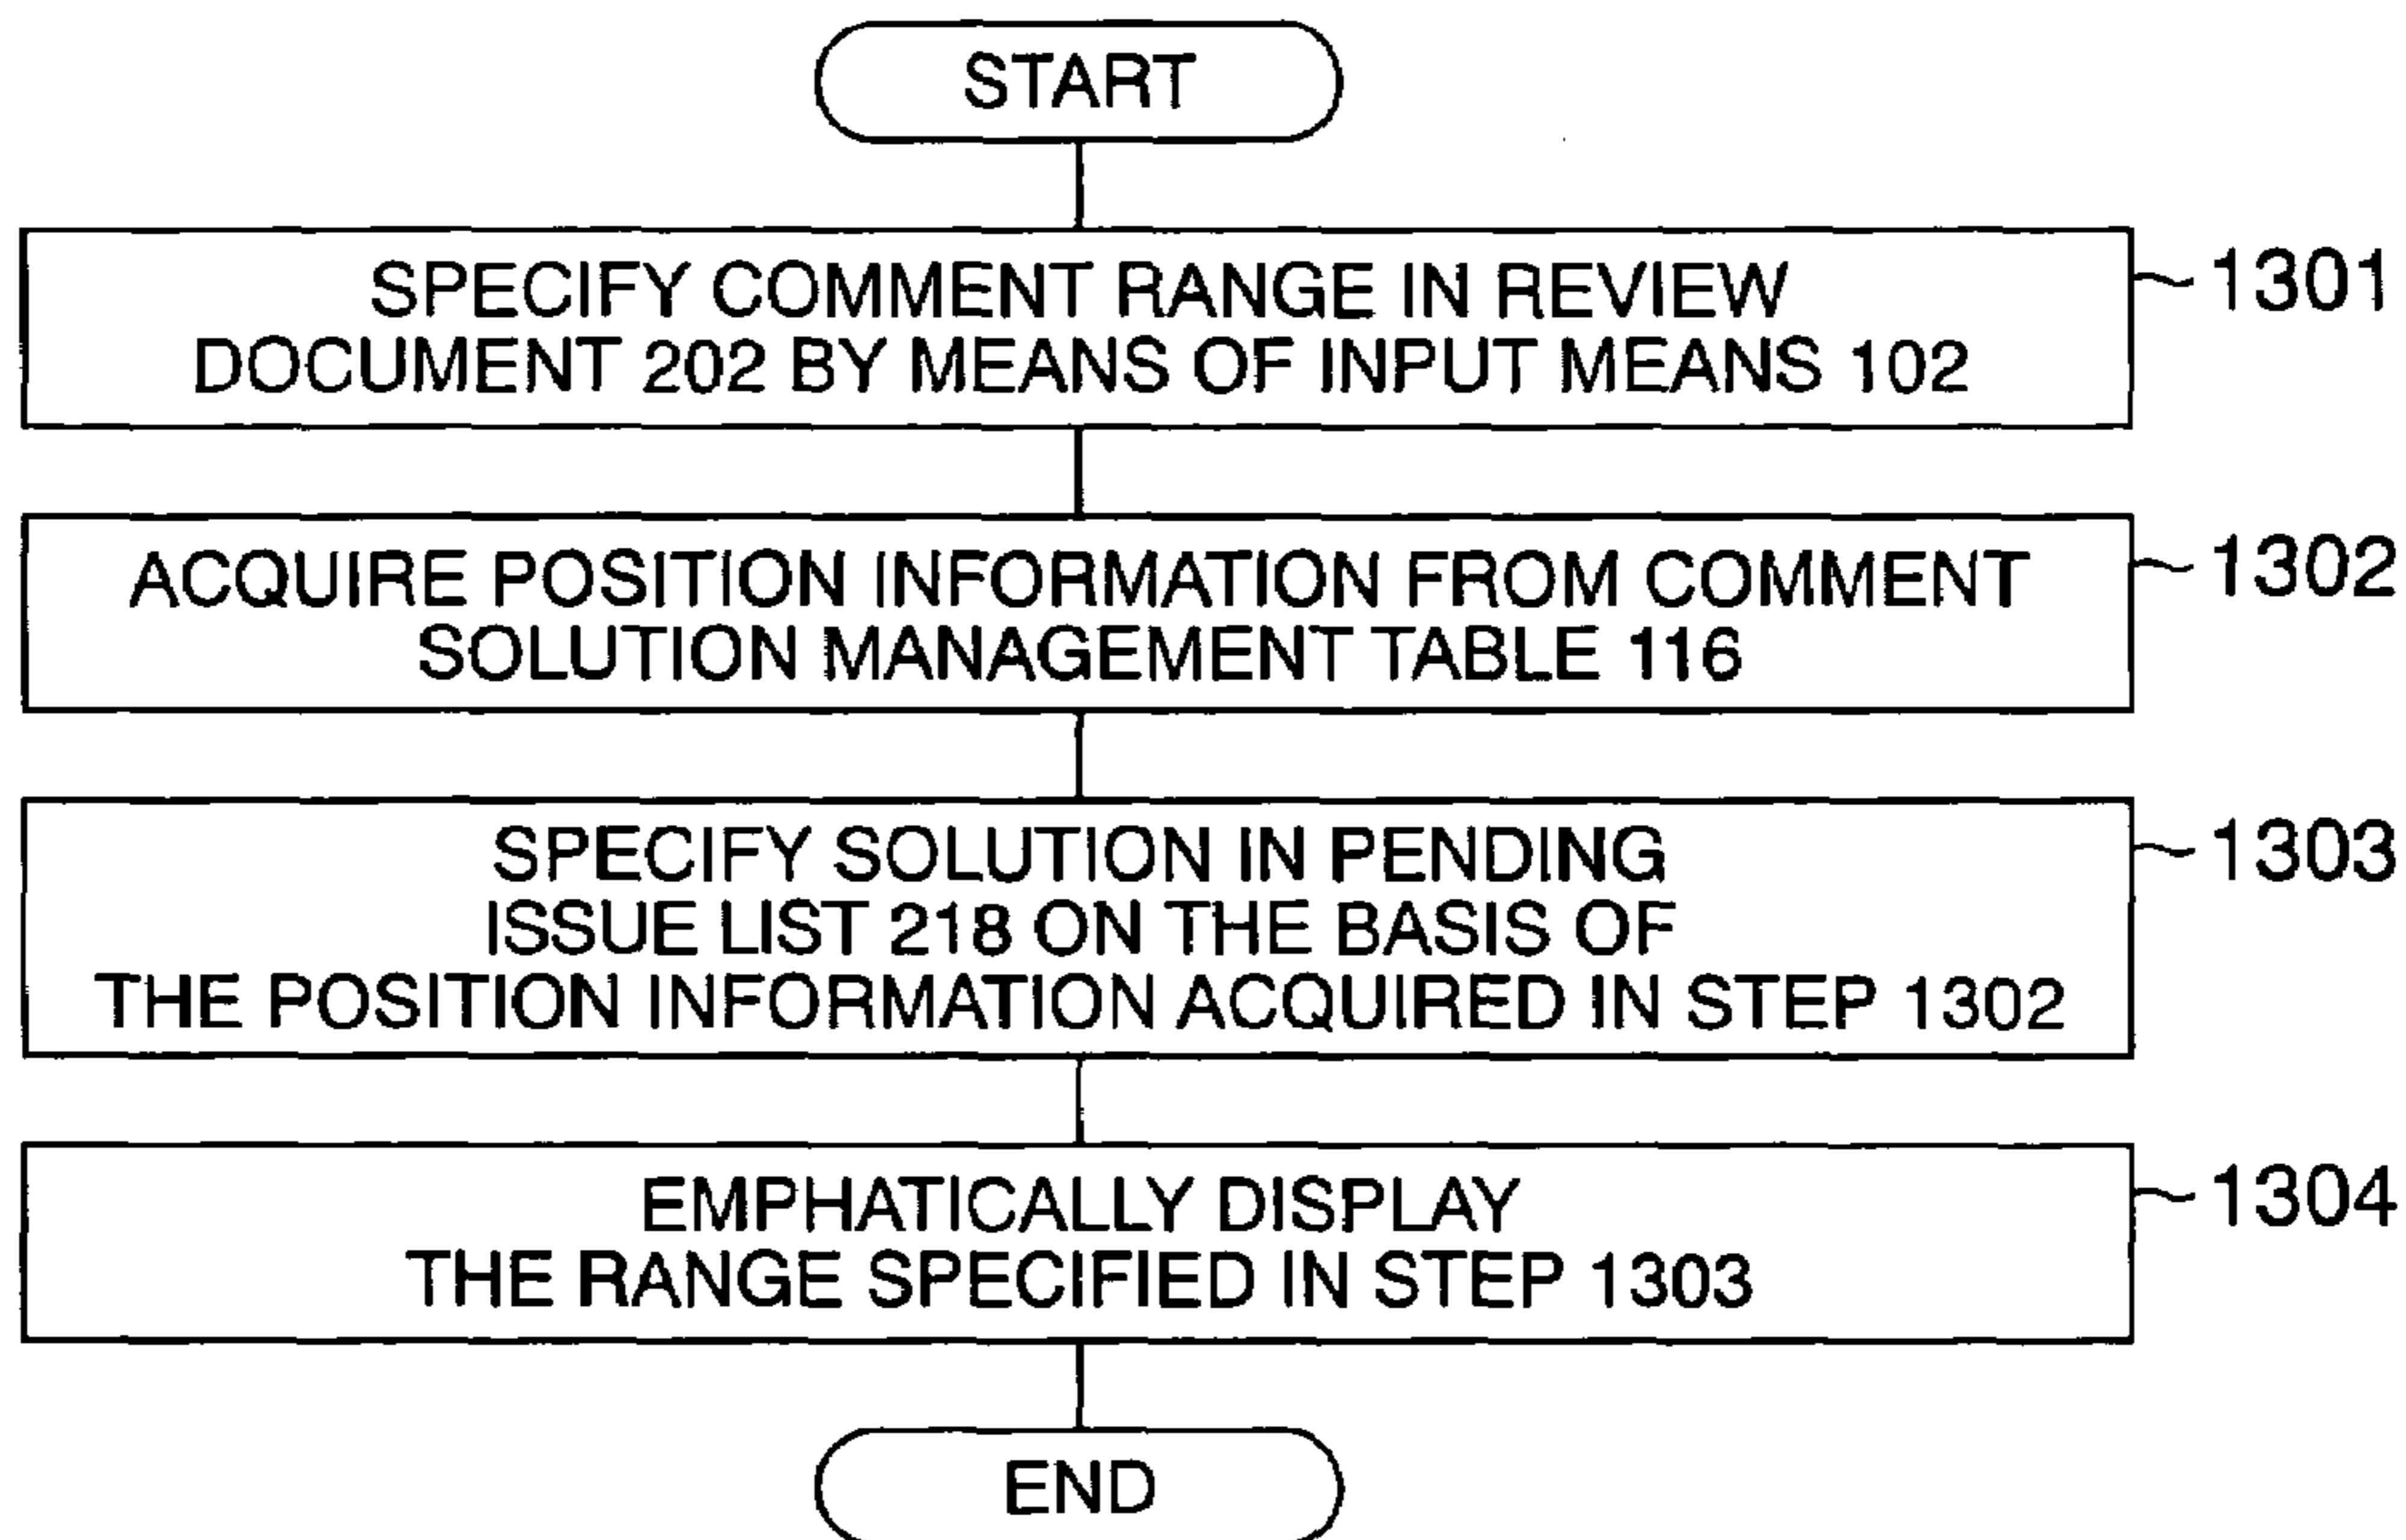 START
SPECIFY COMMENT RANGE IN REVIEW
DOCUMENT 202 BY MEANS OF INPUT MEANS 102
1301
ACQUIRE POSITION INFORMATION FROM COMMENT
SOLUTION MANAGEMENT TABLE 116
1302
SPECIFY SOLUTION IN PENDING
ISSUE LIST 218 ON THE BASIS OF
THE POSITION INFORMATION ACQUIRED IN STEP 1302
1303
EMPHATICALLY DISPLAY
THE RANGE SPECIFIED IN STEP 1303
1304
END